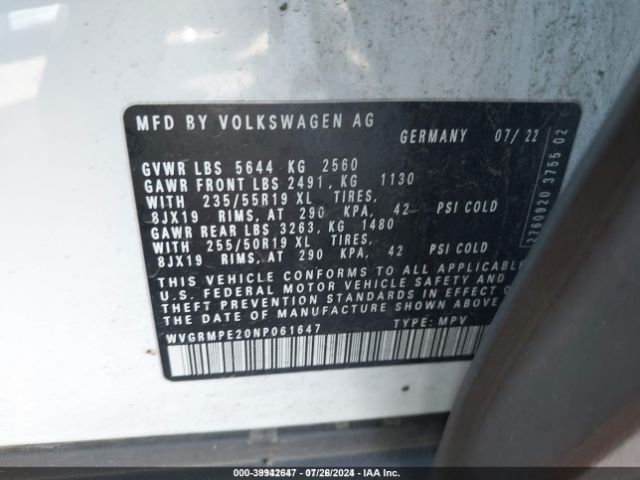 MFD BY VOLKSWAGEN AG
GERMANY 07/ 22
GVWR LBS 5644 KG 2560
GAWR FRONT LBS 2491, KG 1130
WITH 235/55R19 XL TIRES,
8JX19 RIMS, AT 290 KPA, 42 PSI COLD
GAWR REAR LBS 3263, KG 1480
WITH 255/50R19 XL TIRES,
8JX19 RIMS, AT 290 KPA, 42 PSI COLD
THIS VEHICLE CONFORMS TO ALL APPLICABLE
U.S. FEDERAL MOTOR VEHICLE SAFETY AND
THEFT PREVENTION STANDARDS IN EFFECT ON
THE DATE OF MANUFACTURE SHOWN ABOVE.
WVGRMPE20NP061647 TYPE: MPV
2760920 3755 02
000-39942647 - 07/26/2024 - IAA Inc.